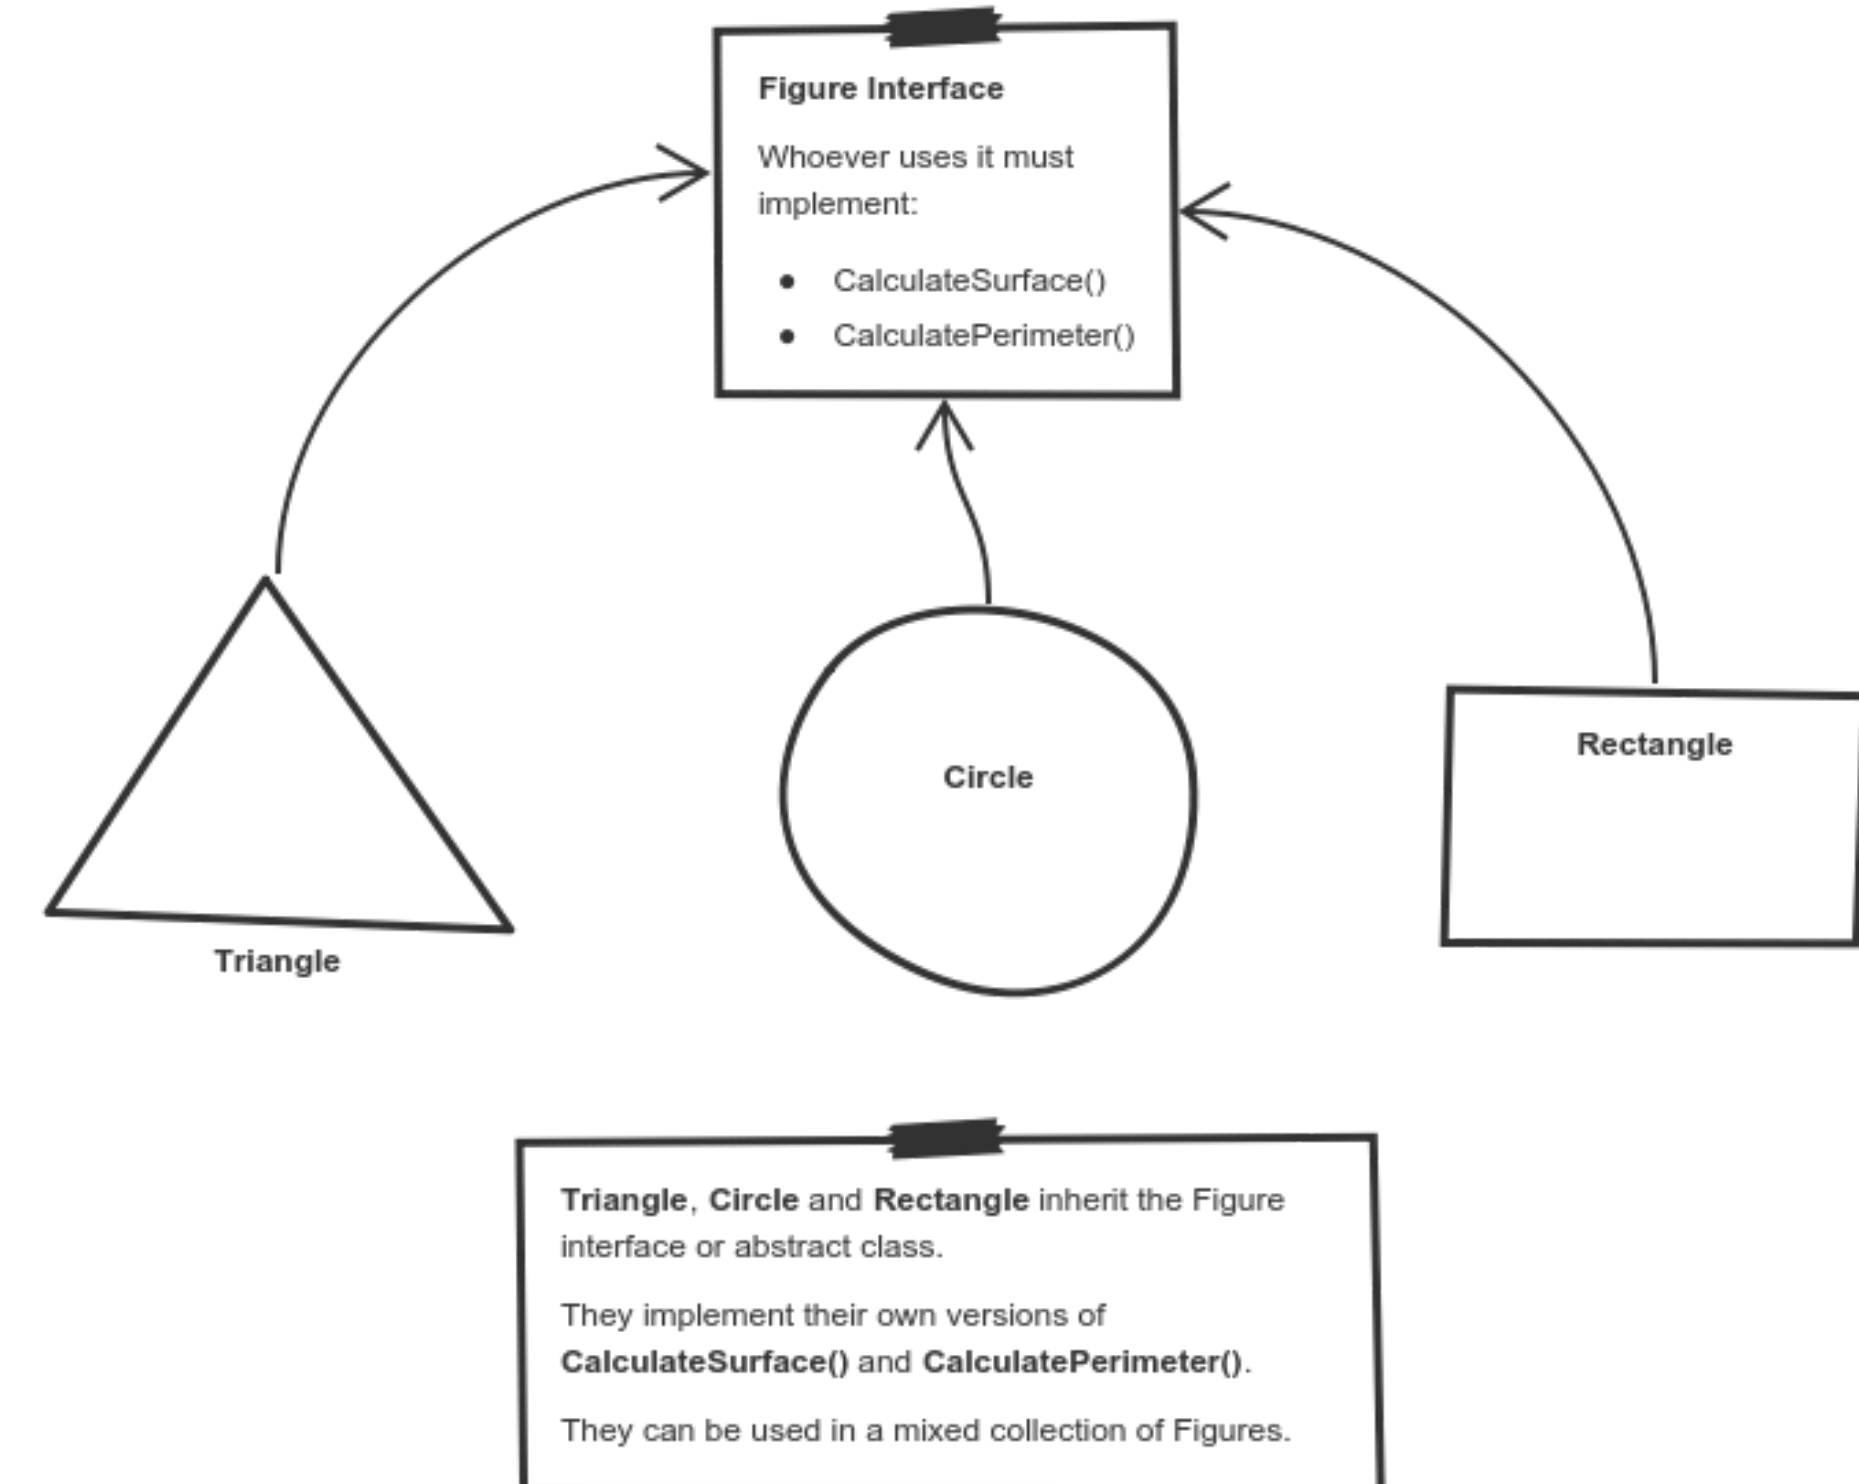 Figure Interface
Whoever uses it must
implement:
● CalculateSurface()
● CalculatePerimeter()
Circle
Rectangle
Triangle
Triangle, Circle and Rectangle inherit the Figure
interface or abstract class.
They implement their own versions of
CalculateSurface() and CalculatePerimeter().
They can be used in a mixed collection of Figures.